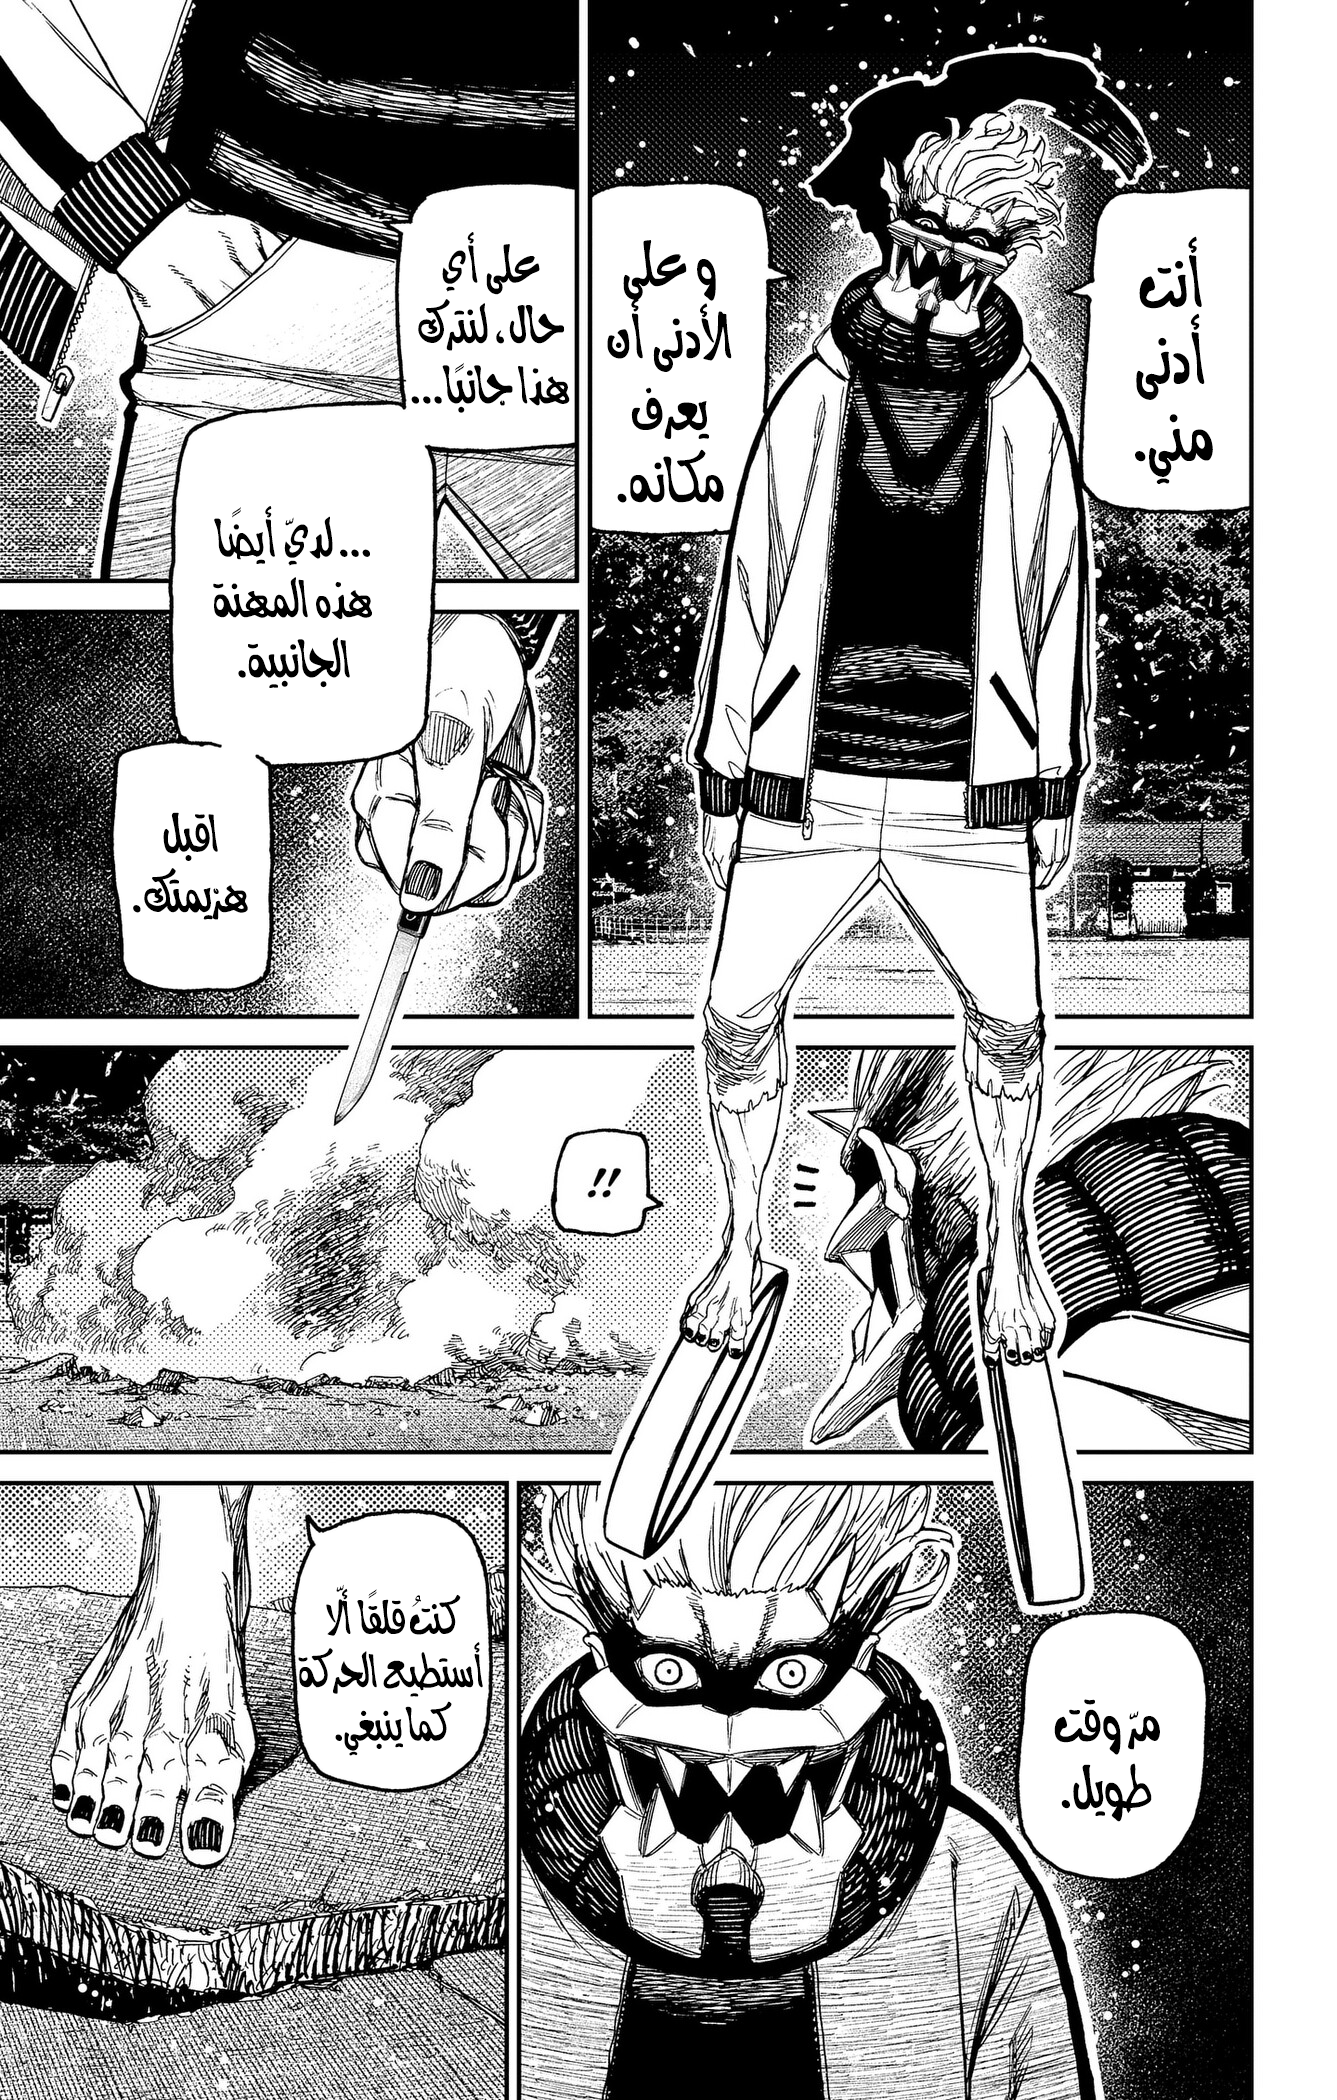 أنت
أدنى
مني.
وعلى
الأدنى أن
يعرف
مكانه.
على أي
حال، لنترك
هذا جانبًا...
...لديّ أيضًا
هذه المهنة
الجانبية.
اقبل
هزيمتك.
!!
مرّ وقت
طويل.
كنتُ قلقًا ألّا
أستطيع الحركة
كما ينبغي.